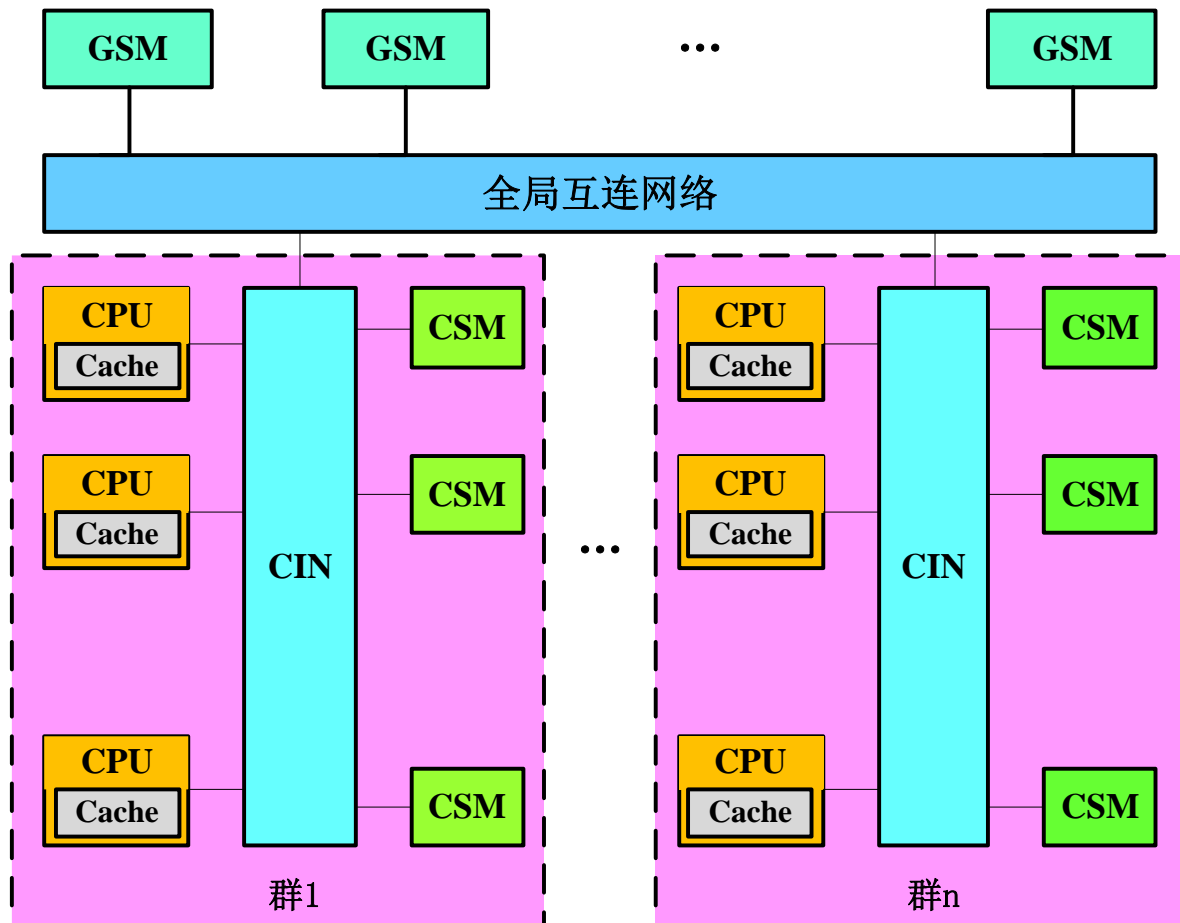 GSM GSM ... GSM
全局互连网络
CPU
Cache
CSM
CPU
Cache
CSM
CIN
CPU
Cache
CSM
群1
...
CPU
Cache
CSM
CPU
Cache
CSM
CIN
CPU
Cache
CSM
群n